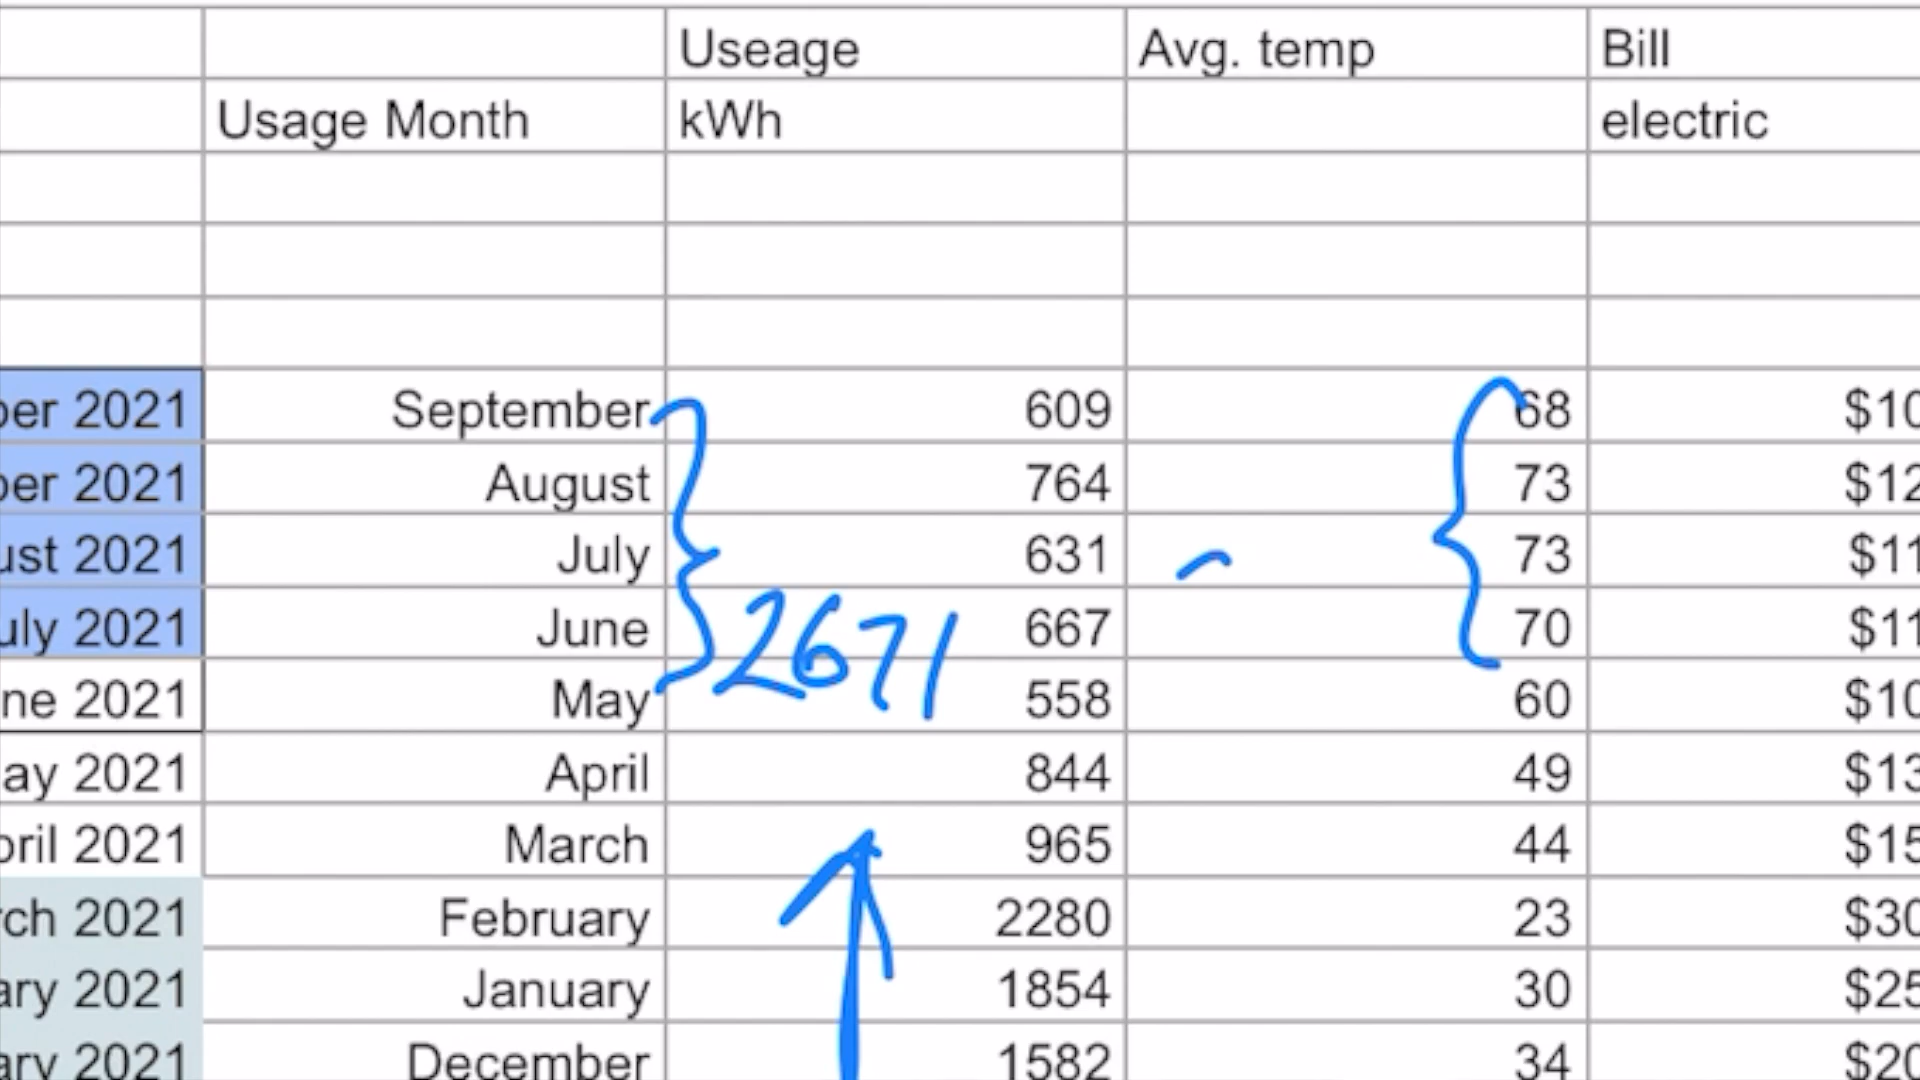 Useage Avg. temp Bill
Usage Month kWh electric
ber 2021 September 609 68 $10
ber 2021 August 764 73 $12
ust 2021 July 631 73 $11
uly 2021 June 667 70 $11
2671
ne 2021 May 558 60 $10
ay 2021 April 844 49 $13
pril 2021 March 965 44 $15
rch 2021 February 2280 23 $30
ary 2021 January 1854 30 $25
ary 2021 December 1582 34 $20